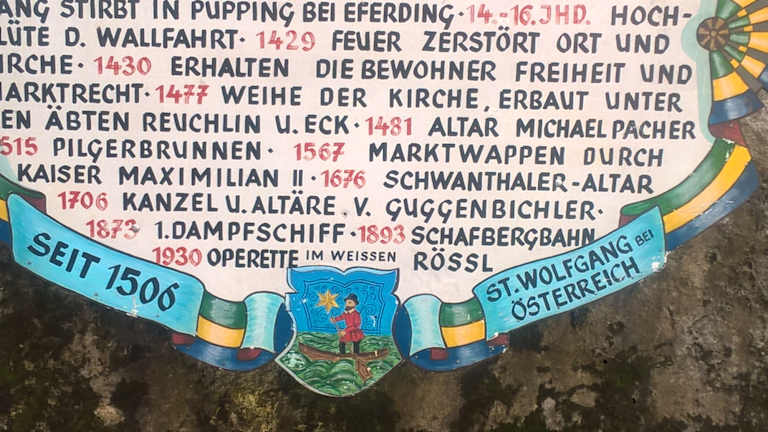 ANG STIRBT IN PUPPING BEI EFERDING · 14.-16. JHD. HOCH-
LÜTE D. WALLFAHRT · 1429 FEUER ZERSTÖRT ORT UND
IRCHE · 1430 ERHALTEN DIE BEWOHNER FREIHEIT UND
MARKTRECHT · 1477 WEIHE DER KIRCHE, ERBAUT UNTER
EN ÄBTEN REUCHLIN U. ECK · 1481 ALTAR MICHAEL PACHER
515 PILGERBRUNNEN · 1567 MARKTWAPPEN DURCH
KAISER MAXIMILIAN II · 1676 SCHWANTHALER-ALTAR
1706 KANZEL U. ALTÄRE V. GUGGENBICHLER ·
1873 1. DAMPFSCHIFF · 1893 SCHAFBERGBAHN
1930 OPERETTE IM WEISSEN RÖSSL
SEIT 1506
ST. WOLFGANG BEI
ÖSTERREICH